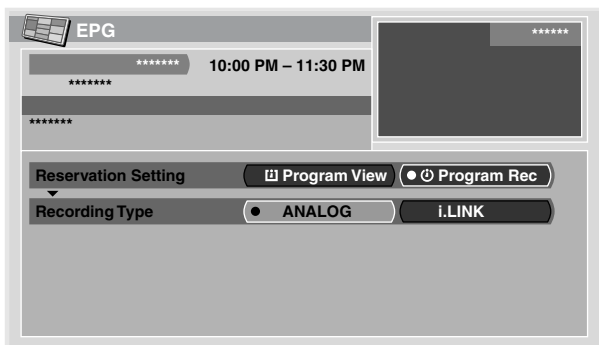 EPG
******
******* 10:00 PM – 11:30 PM
*******
*******
Reservation Setting Program View Program Rec
Recording Type ANALOG i.LINK